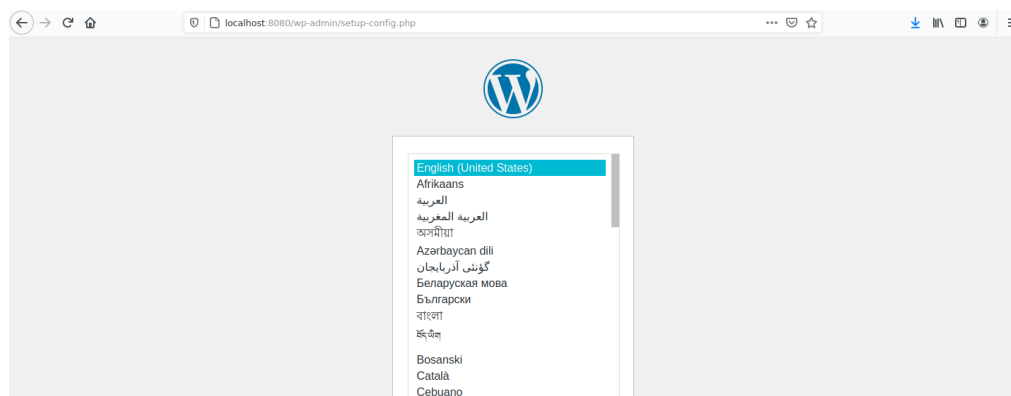 localhost:8080/wp-admin/setup-config.php
English (United States)
Afrikaans
العربية
العربية المغربية
অসমীয়া
Azərbaycan dili
گؤنئی آذربایجان
Беларуская мова
Български
বাংলা
བོད་ཡིག
Bosanski
Català
Cebuano